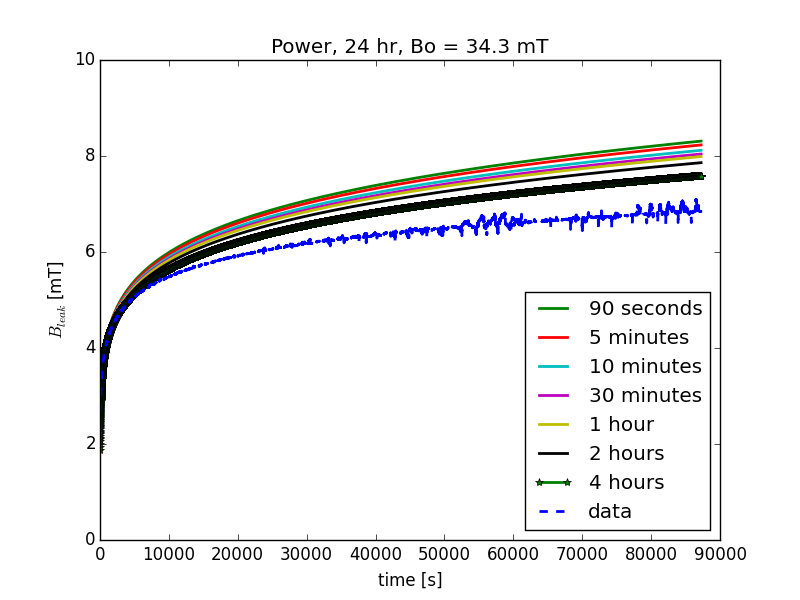 Power, 24 hr, Bo = 34.3 mT
10
8
6
4
2
0
B_leak [mT]
90 seconds
5 minutes
10 minutes
30 minutes
1 hour
2 hours
4 hours
data
0 10000 20000 30000 40000 50000 60000 70000 80000 90000
time [s]